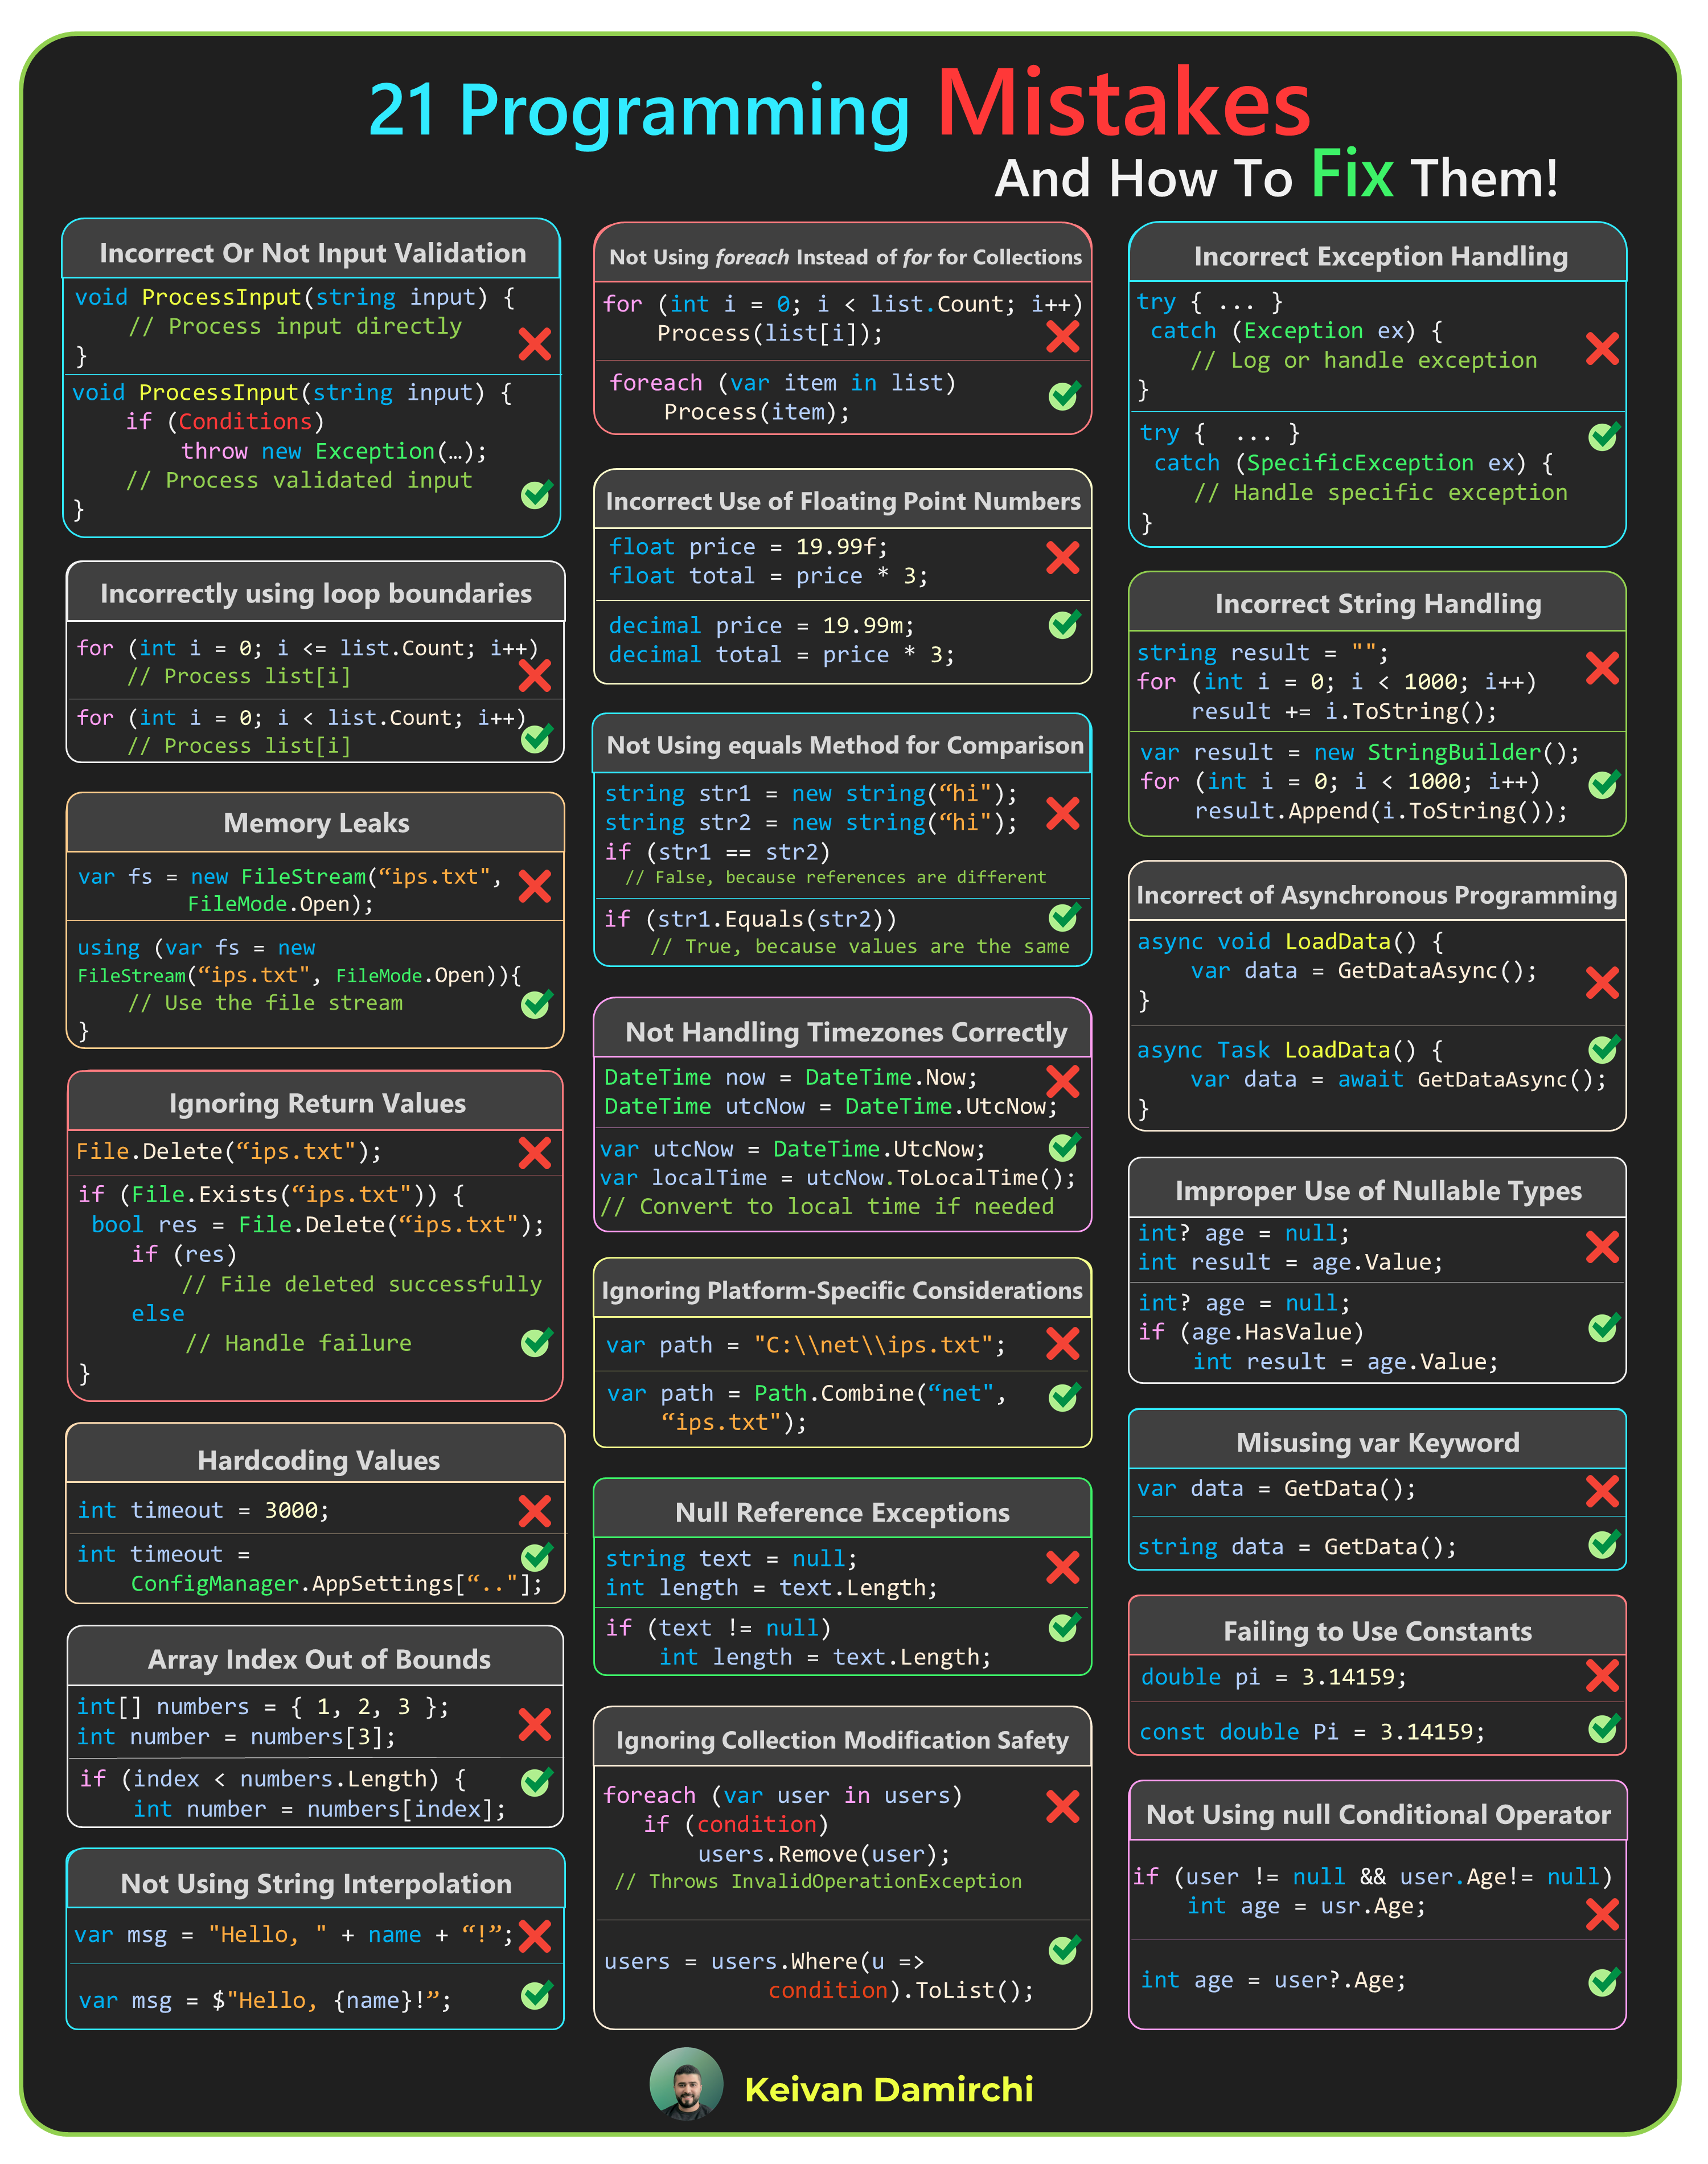 21 Programming Mistakes
And How To Fix Them!
Incorrect Or Not Input Validation
void ProcessInput(string input) {
// Process input directly
}
void ProcessInput(string input) {
if (Conditions)
throw new Exception(…);
// Process validated input
}
Incorrectly using loop boundaries
for (int i = 0; i <= list.Count; i++)
// Process list[i]
for (int i = 0; i < list.Count; i++)
// Process list[i]
Memory Leaks
var fs = new FileStream(“ips.txt",
FileMode.Open);
using (var fs = new
FileStream(“ips.txt", FileMode.Open)){
// Use the file stream
}
Ignoring Return Values
File.Delete(“ips.txt");
if (File.Exists(“ips.txt")) {
bool res = File.Delete(“ips.txt");
if (res)
// File deleted successfully
else
// Handle failure
}
Hardcoding Values
int timeout = 3000;
int timeout =
ConfigManager.AppSettings[“.."];
Array Index Out of Bounds
int[] numbers = { 1, 2, 3 };
int number = numbers[3];
if (index < numbers.Length) {
int number = numbers[index];
Not Using String Interpolation
var msg = "Hello, " + name + “!”;
var msg = $"Hello, {name}!”;
Not Using foreach Instead of for for Collections
for (int i = 0; i < list.Count; i++)
Process(list[i]);
foreach (var item in list)
Process(item);
Incorrect Use of Floating Point Numbers
float price = 19.99f;
float total = price * 3;
decimal price = 19.99m;
decimal total = price * 3;
Not Using equals Method for Comparison
string str1 = new string(“hi");
string str2 = new string(“hi");
if (str1 == str2)
// False, because references are different
if (str1.Equals(str2))
// True, because values are the same
Not Handling Timezones Correctly
DateTime now = DateTime.Now;
DateTime utcNow = DateTime.UtcNow;
var utcNow = DateTime.UtcNow;
var localTime = utcNow.ToLocalTime();
// Convert to local time if needed
Ignoring Platform-Specific Considerations
var path = "C:\\net\\ips.txt";
var path = Path.Combine(“net",
“ips.txt");
Null Reference Exceptions
string text = null;
int length = text.Length;
if (text != null)
int length = text.Length;
Ignoring Collection Modification Safety
foreach (var user in users)
if (condition)
users.Remove(user);
// Throws InvalidOperationException
users = users.Where(u =>
condition).ToList();
Incorrect Exception Handling
try { ... }
catch (Exception ex) {
// Log or handle exception
}
try { ... }
catch (SpecificException ex) {
// Handle specific exception
}
Incorrect String Handling
string result = "";
for (int i = 0; i < 1000; i++)
result += i.ToString();
var result = new StringBuilder();
for (int i = 0; i < 1000; i++)
result.Append(i.ToString());
Incorrect of Asynchronous Programming
async void LoadData() {
var data = GetDataAsync();
}
async Task LoadData() {
var data = await GetDataAsync();
}
Improper Use of Nullable Types
int? age = null;
int result = age.Value;
int? age = null;
if (age.HasValue)
int result = age.Value;
Misusing var Keyword
var data = GetData();
string data = GetData();
Failing to Use Constants
double pi = 3.14159;
const double Pi = 3.14159;
Not Using null Conditional Operator
if (user != null && user.Age!= null)
int age = usr.Age;
int age = user?.Age;
Keivan Damirchi